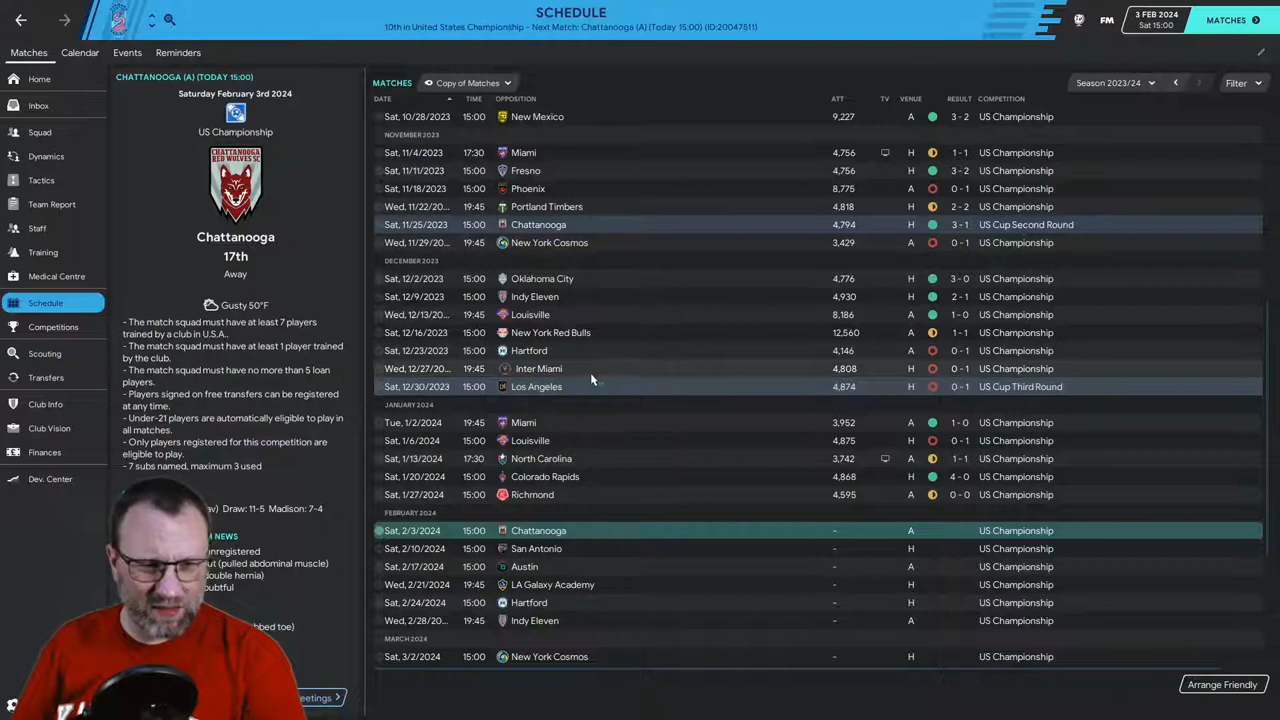 SCHEDULE
10th in United States Championship - Next Match: Chattanooga (A) (Today 15:00) (ID:20047511)
FM
3 FEB 2024
Sat 15:00
MATCHES
Matches
Calendar
Events
Reminders
Home
Inbox
Squad
Dynamics
Tactics
Team Report
Staff
Training
Medical Centre
Schedule
Competitions
Scouting
Transfers
Club Info
Club Vision
Finances
Dev. Center
CHATTANOOGA (A) (TODAY 15:00)
Saturday February 3rd 2024
US Championship
CHATTANOOGA
RED WOLVES SC
Chattanooga
17th
Away
Gusty 50°F
- The match squad must have at least 7 players
trained by a club in U.S.A..
- The match squad must have at least 1 player trained
by the club.
- The match squad must have no more than 5 loan
players.
- Players signed on free transfers can be registered
at any time.
- Under-21 players are automatically eligible to play in
all matches.
- Only players registered for this competition are
eligible to play.
- 7 subs named, maximum 3 used
Draw: 11-5 Madison: 7-4
NEWS
(pulled abdominal muscle)
MATCHES
Copy of Matches
Season 2023/24
Filter
DATE TIME OPPOSITION ATT TV VENUE RESULT COMPETITION
Sat, 10/28/2023 15:00 New Mexico 9,227 A 3 - 2 US Championship
NOVEMBER 2023
Sat, 11/4/2023 17:30 Miami 4,756 H 1 - 1 US Championship
Sat, 11/11/2023 15:00 Fresno 4,756 H 3 - 2 US Championship
Sat, 11/18/2023 15:00 Phoenix 8,775 A 0 - 1 US Championship
Wed, 11/22/20... 19:45 Portland Timbers 4,818 H 2 - 2 US Championship
Sat, 11/25/2023 15:00 Chattanooga 4,794 H 3 - 1 US Cup Second Round
Wed, 11/29/20... 19:45 New York Cosmos 3,429 A 0 - 1 US Championship
DECEMBER 2023
Sat, 12/2/2023 15:00 Oklahoma City 4,776 H 3 - 0 US Championship
Sat, 12/9/2023 15:00 Indy Eleven 4,930 H 2 - 1 US Championship
Wed, 12/13/20... 19:45 Louisville 8,186 A 1 - 0 US Championship
Sat, 12/16/2023 15:00 New York Red Bulls 12,560 A 1 - 1 US Championship
Sat, 12/23/2023 15:00 Hartford 4,146 A 0 - 1 US Championship
Wed, 12/27/20... 19:45 Inter Miami 4,808 H 0 - 1 US Championship
Sat, 12/30/2023 15:00 Los Angeles 4,874 H 0 - 1 US Cup Third Round
JANUARY 2024
Tue, 1/2/2024 19:45 Miami 3,952 A 1 - 0 US Championship
Sat, 1/6/2024 15:00 Louisville 4,875 H 0 - 1 US Championship
Sat, 1/13/2024 17:30 North Carolina 3,742 A 1 - 1 US Championship
Sat, 1/20/2024 15:00 Colorado Rapids 4,868 H 4 - 0 US Championship
Sat, 1/27/2024 15:00 Richmond 4,595 A 0 - 0 US Championship
FEBRUARY 2024
Sat, 2/3/2024 15:00 Chattanooga - A US Championship
Sat, 2/10/2024 15:00 San Antonio - H US Championship
Sat, 2/17/2024 15:00 Austin - A US Championship
Wed, 2/21/2024 19:45 LA Galaxy Academy - H US Championship
Sat, 2/24/2024 15:00 Hartford - H US Championship
Wed, 2/28/20... 19:45 Indy Eleven - A US Championship
MARCH 2024
Sat, 3/2/2024 15:00 New York Cosmos - H US Championship
Arrange Friendly